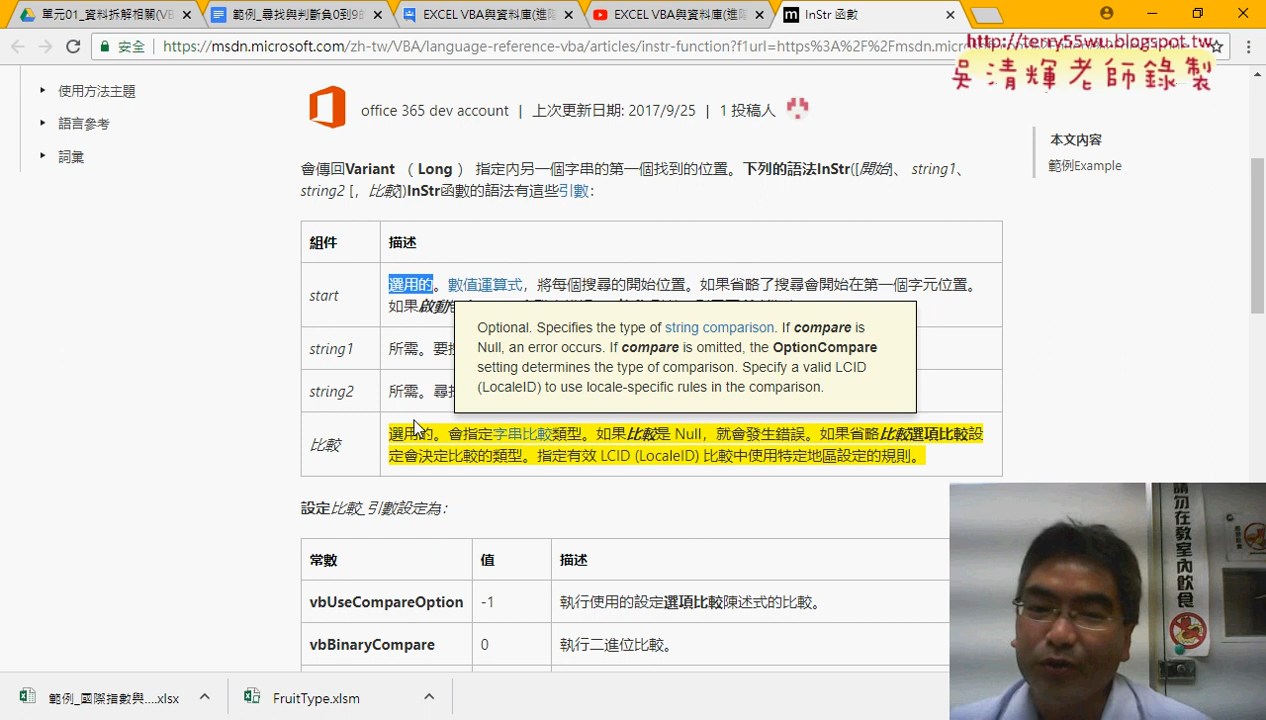 單元01_資料拆解相關(VB
範例_尋找與判斷負0到9的
EXCEL VBA與資料庫(進階
EXCEL VBA與資料庫(進階
InStr 函數
安全
https://msdn.microsoft.com/zh-tw/VBA/language-reference-vba/articles/instr-function?f1url=https%3A%2F%2Fmsdn.micro
http://terry55wu.blogspot.tw
吳清輝老師錄製
使用方法主題
語言參考
詞彙
office 365 dev account | 上次更新日期: 2017/9/25 | 1 投稿人
本文內容
範例Example
會傳回Variant （ Long ） 指定內另一個字串的第一個找到的位置。下列的語法InStr([開始]、 string1、
string2 [，比較])InStr函數的語法有這些引數:
組件 描述
start
選用的。數值運算式，將每個搜尋的開始位置。如果省略了搜尋會開始在第一個字元位置。
如果啟動
string1 所需。要
string2 所需。尋
Optional. Specifies the type of string comparison. If compare is
Null, an error occurs. If compare is omitted, the OptionCompare
setting determines the type of comparison. Specify a valid LCID
(LocaleID) to use locale-specific rules in the comparison.
比較
選用的。會指定字串比較類型。如果比較是 Null，就會發生錯誤。如果省略比較選項比較設
定會決定比較的類型。指定有效 LCID (LocaleID) 比較中使用特定地區設定的規則。
設定比較_引數設定為:
常數 值 描述
vbUseCompareOption -1 執行使用的設定選項比較陳述式的比較。
vbBinaryCompare 0 執行二進位比較。
請勿在教室內飲食
範例_國際指數與....xlsx
FruitType.xlsm